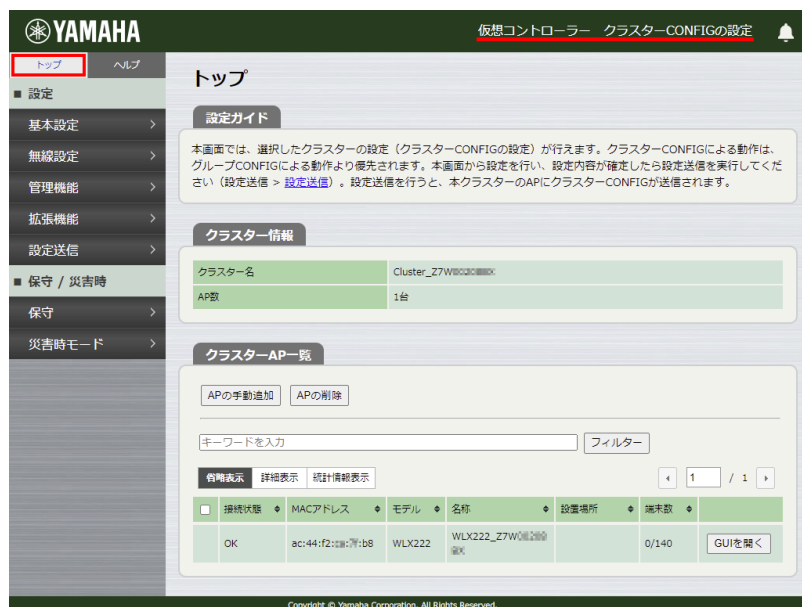 YAMAHA
仮想コントローラー クラスターCONFIGの設定
トップ ヘルプ
■ 設定
基本設定
無線設定
管理機能
拡張機能
設定送信
■ 保守 / 災害時
保守
災害時モード
トップ
設定ガイド
本画面では、選択したクラスターの設定（クラスターCONFIGの設定）が行えます。クラスターCONFIGによる動作は、
グループCONFIGによる動作より優先されます。本画面から設定を行い、設定内容が確定したら設定送信を実行してくだ
さい（設定送信 > 設定送信）。設定送信を行うと、本クラスターのAPにクラスターCONFIGが送信されます。
クラスター情報
クラスター名 Cluster_Z7W
AP数 1台
クラスターAP一覧
APの手動追加 APの削除
キーワードを入力 フィルター
省略表示 詳細表示 統計情報表示 1 / 1
接続状態 MACアドレス モデル 名称 設置場所 端末数
OK ac:44:f2: :b8 WLX222 WLX222_Z7W 0/140 GUIを開く
Copyright © Yamaha Corporation. All Rights Reserved.